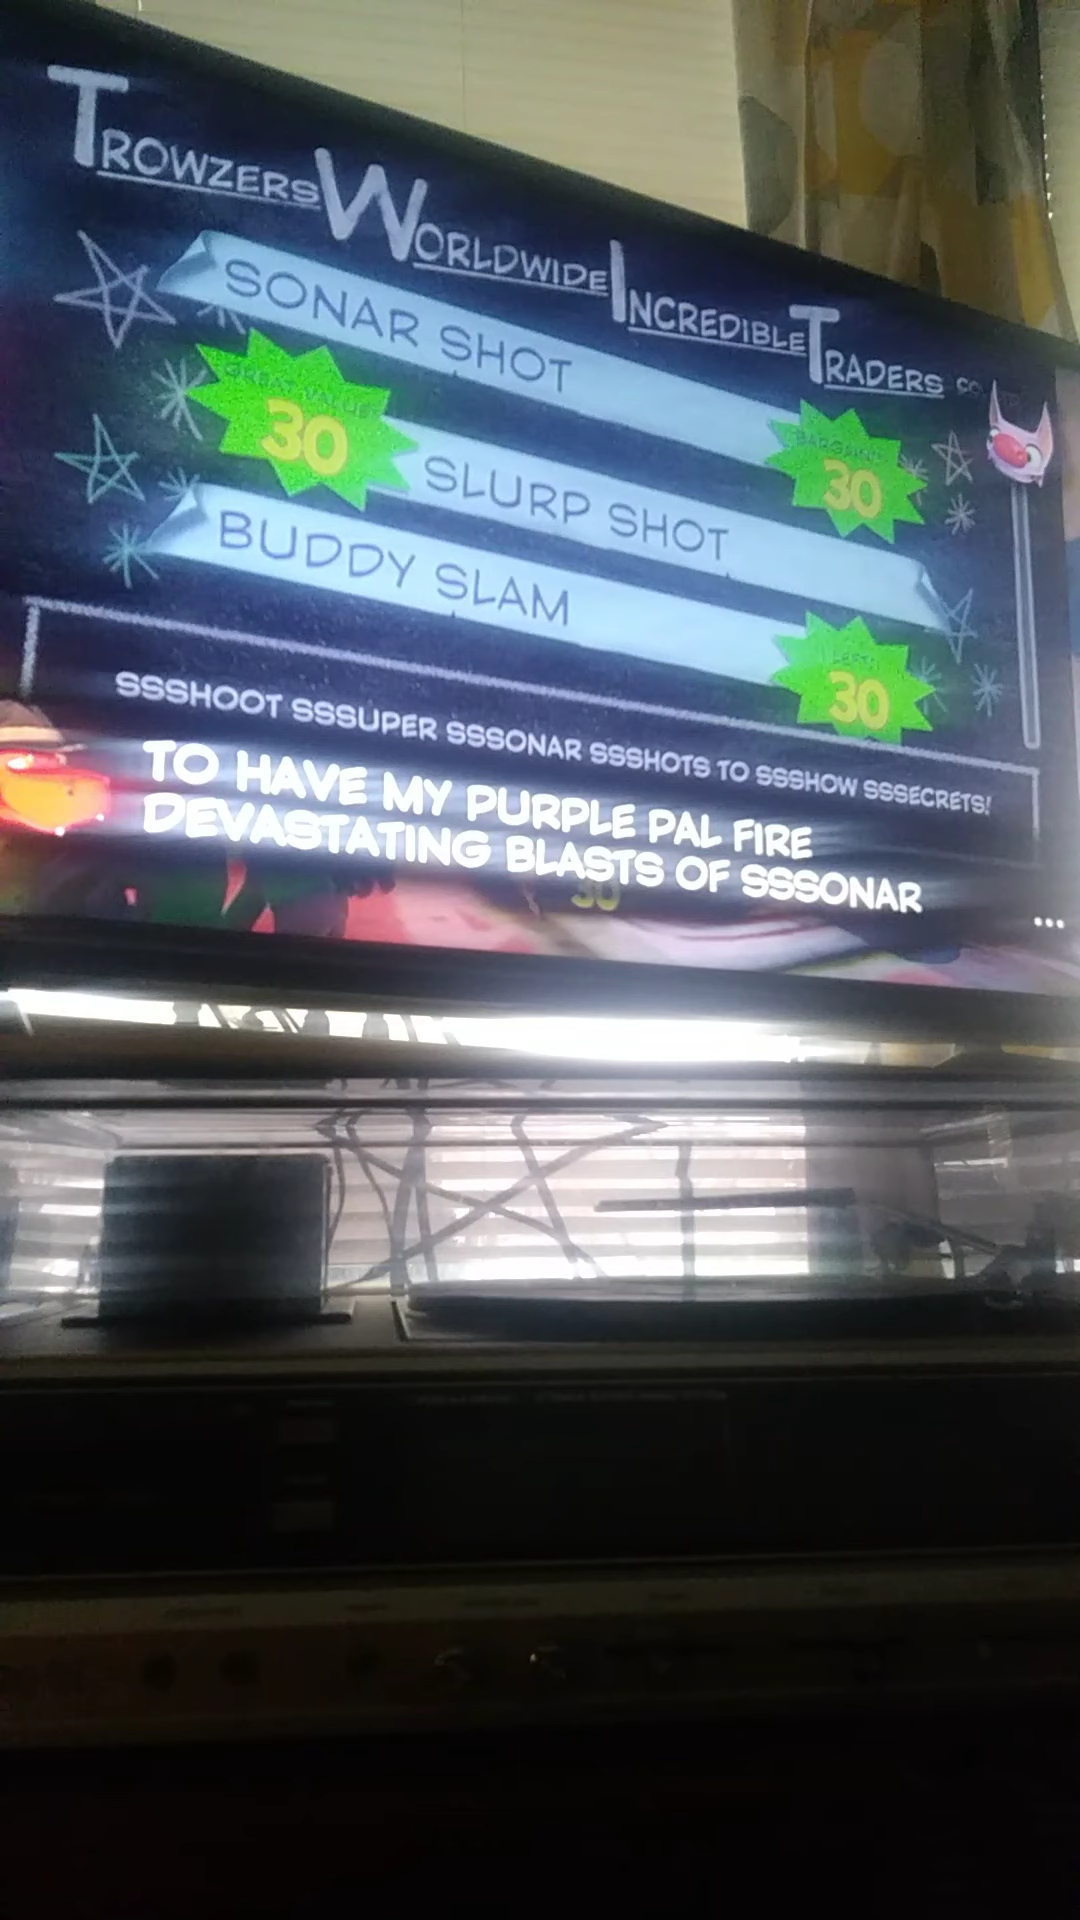 TROWZERS WORLDWIDE INCREDIBLE TRADERS
SONAR SHOT
BARGAIN!
30
GREAT VALUE
30
SLURP SHOT
BUDDY SLAM
30
SSSHOOT SSSUPER SSSONAR SSSHOTS TO SSSHOW SSSECRETS!
TO HAVE MY PURPLE PAL FIRE
DEVASTATING BLASTS OF SSSONAR
30
...